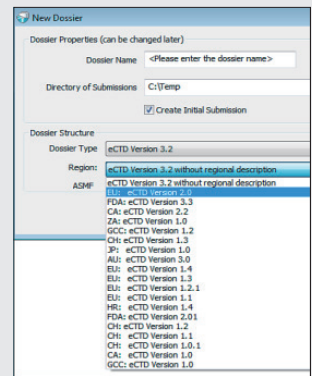 New Dossier
Dossier Properties (can be changed later)
Dossier Name <Please enter the dossier name>
Directory of Submissions C:\Temp
Create Initial Submission
Dossier Structure
Dossier Type eCTD Version 3.2
Region: eCTD Version 3.2 without regional description
ASMF eCTD Version 3.2 without regional description
EU: eCTD Version 2.0
FDA: eCTD Version 3.3
CA: eCTD Version 2.2
ZA: eCTD Version 1.0
GCC: eCTD Version 1.2
CH: eCTD Version 1.3
JP: eCTD Version 1.0
AU: eCTD Version 3.0
EU: eCTD Version 1.4
EU: eCTD Version 1.3
EU: eCTD Version 1.2.1
EU: eCTD Version 1.1
HR: eCTD Version 1.4
FDA: eCTD Version 2.01
CH: eCTD Version 1.2
CH: eCTD Version 1.1
CH: eCTD Version 1.0.1
CA: eCTD Version 1.0
GCC: eCTD Version 1.0